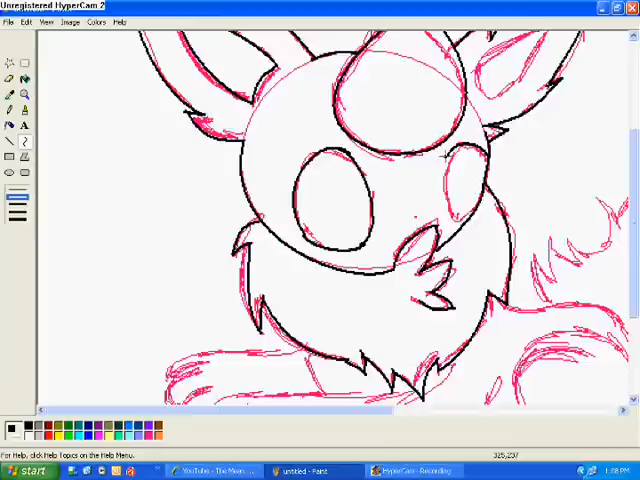 Unregistered HyperCam 2
File Edit View Image Colors Help
For Help, click Help Topics on the Help Menu.
325,237
start
YouTube - The Mean ...
untitled - Paint
HyperCam - Recording
1:58 PM